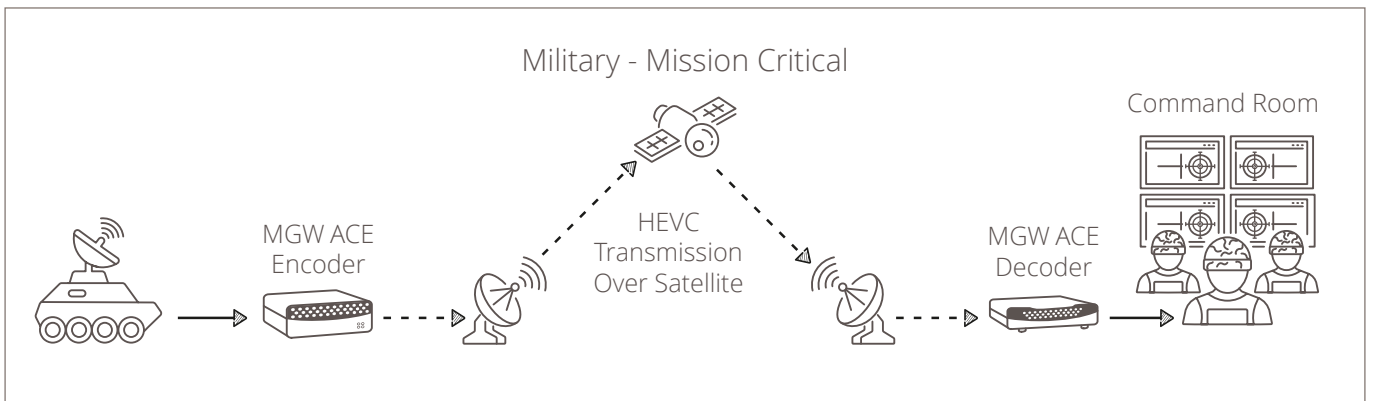 Military - Mission Critical
Command Room
MGW ACE
Encoder
HEVC
Transmission
Over Satellite
MGW ACE
Decoder